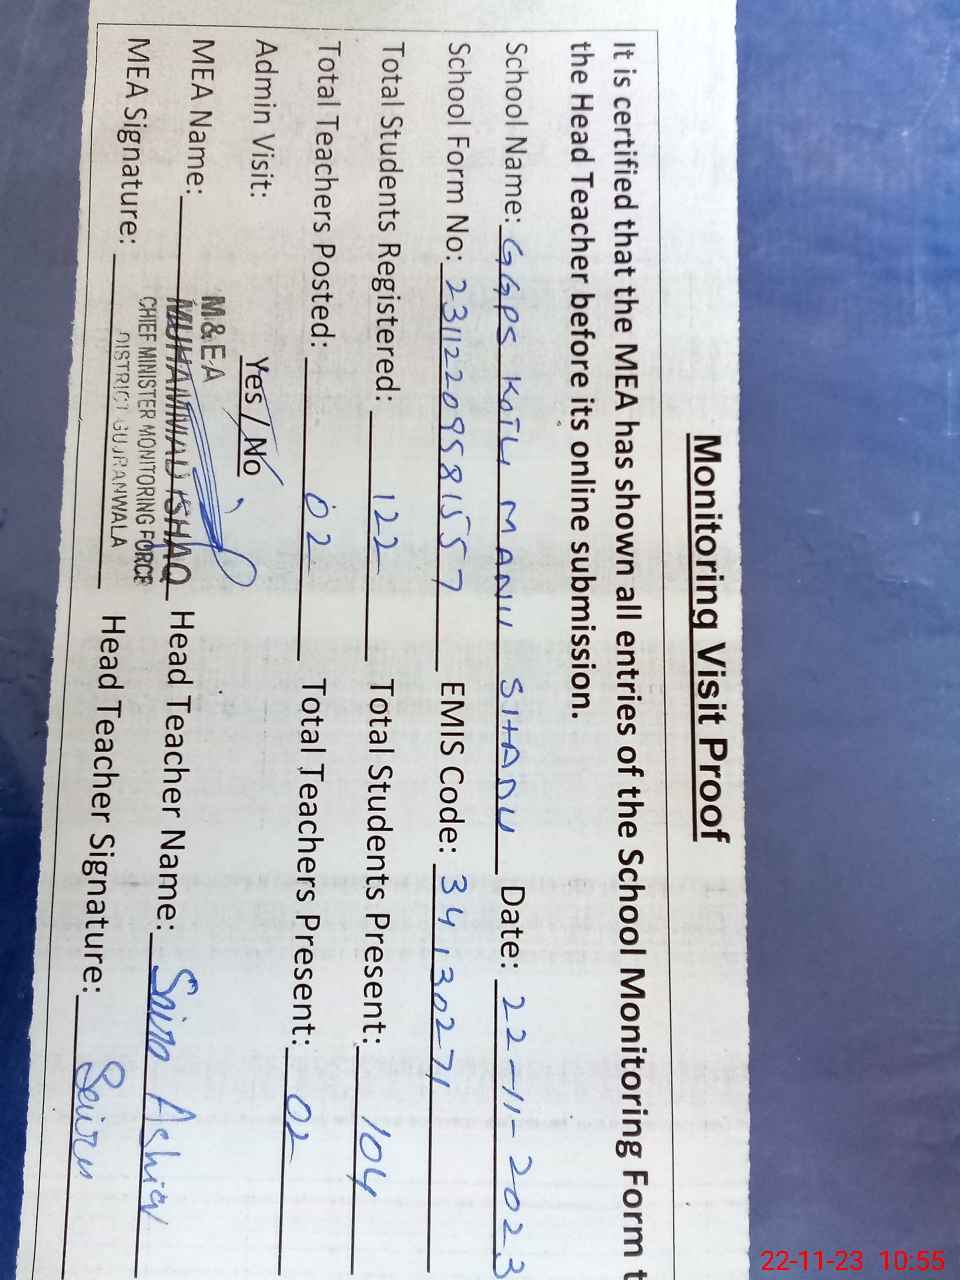 Monitoring Visit Proof
It is certified that the MEA has shown all entries of the School Monitoring Form t
the Head Teacher before its online submission.
School Name: GGPS KOTLI MANU SIHADU Date: 22-11-2023
School Form No: 23112209581557 EMIS Code: 34130271
Total Students Registered: 122 Total Students Present: 104
Total Teachers Posted: 02 Total Teachers Present: 02
Admin Visit: Yes / No
M&EA
MEA Name: MUHAMMAD ISHAQ Head Teacher Name: Saira
CHIEF MINISTER MONITORING FORCE
MEA Signature: DISTRICT GUJRANWALA Head Teacher Signature: Saira
22-11-23 10:55